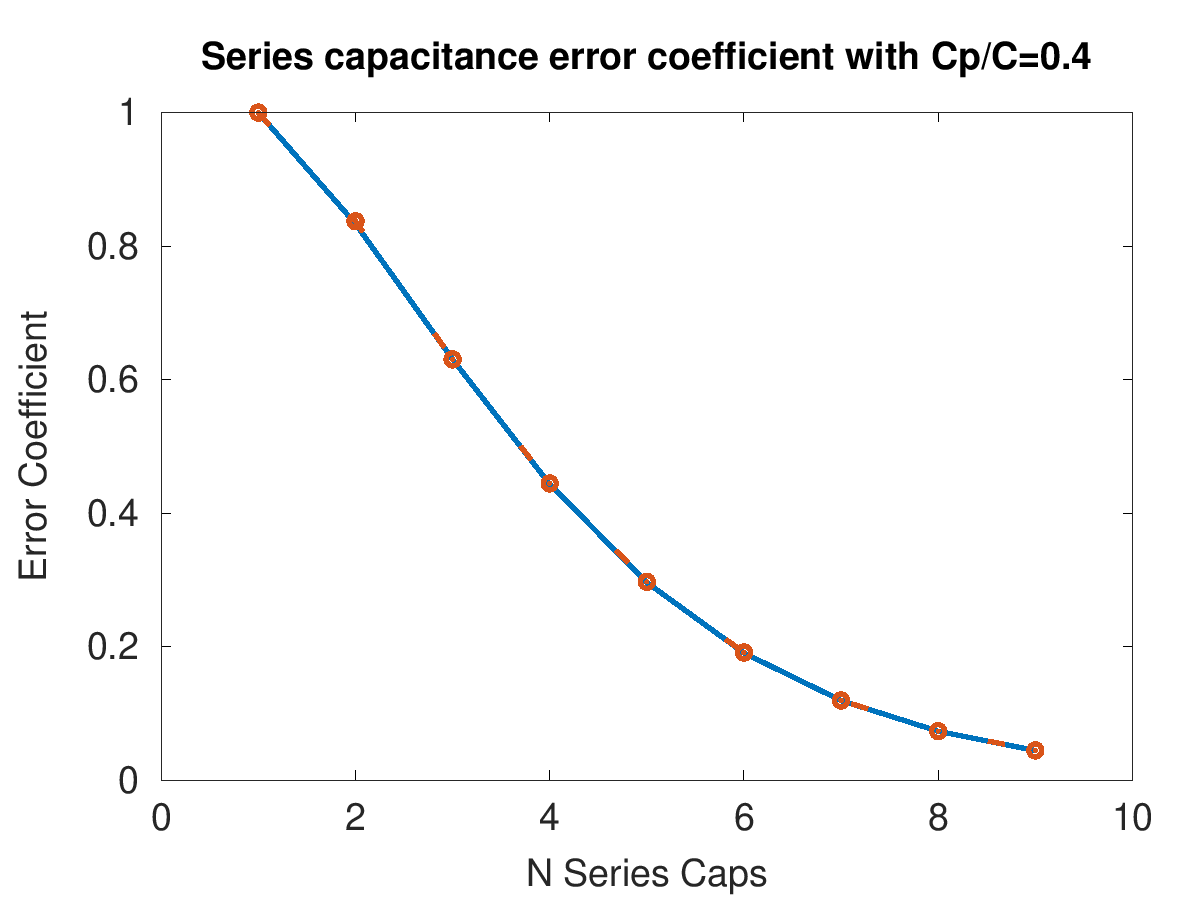 Series capacitance error coefficient with Cp/C=0.4
1
0.8
0.6
0.4
0.2
0
Error Coefficient
0 2 4 6 8 10
N Series Caps